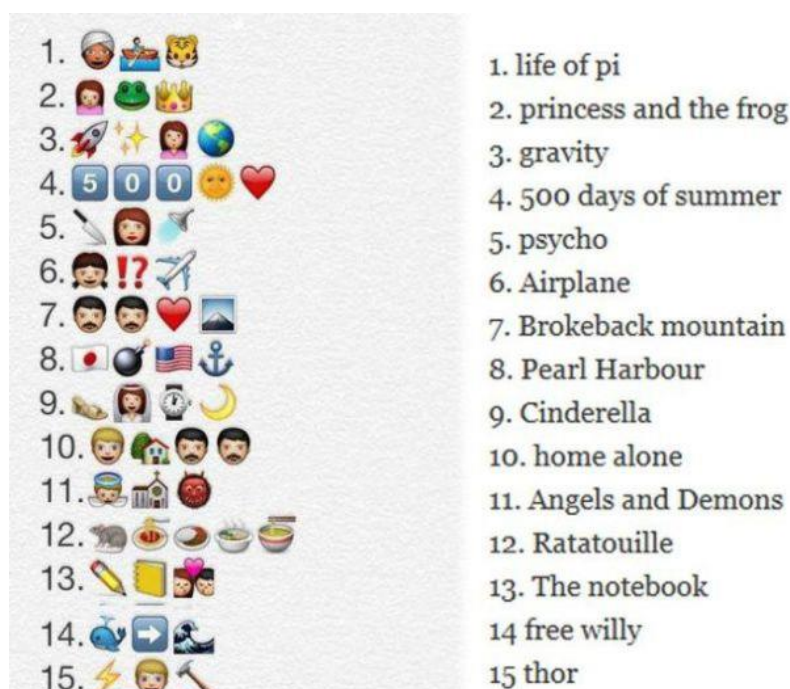 1. 👳🏽🚣🐯
2. 💁🐸👑
3. 🚀✨💁🌎
4. 5️⃣0️⃣0️⃣🌞❤️
5. 🔪👩🚿
6. 👧⁉️✈️
7. 👨👨❤️🗻
8. 🇯🇵💣🇺🇸⚓
9. 👡👰⌚🌙
10. 👱🏡👨👨
11. 👼⛪👹
12. 🐀🍝🍛🍲🍜
13. ✏️📒💑
14. 🐳➡️🌊
15. ⚡👱🔨
1. life of pi
2. princess and the frog
3. gravity
4. 500 days of summer
5. psycho
6. Airplane
7. Brokeback mountain
8. Pearl Harbour
9. Cinderella
10. home alone
11. Angels and Demons
12. Ratatouille
13. The notebook
14 free willy
15 thor